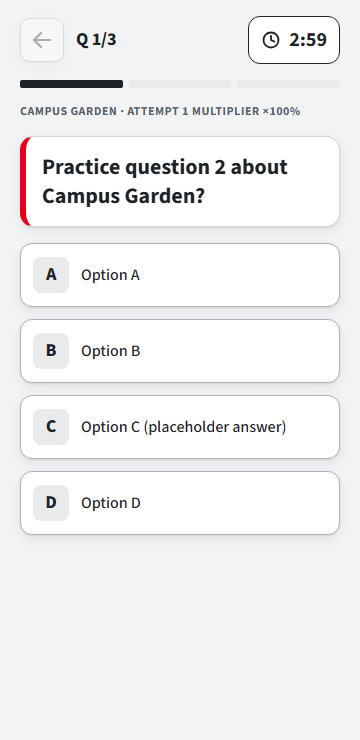 Q 1/3
2:59
CAMPUS GARDEN · ATTEMPT 1 MULTIPLIER ×100%
Practice question 2 about
Campus Garden?
A Option A
B Option B
C Option C (placeholder answer)
D Option D